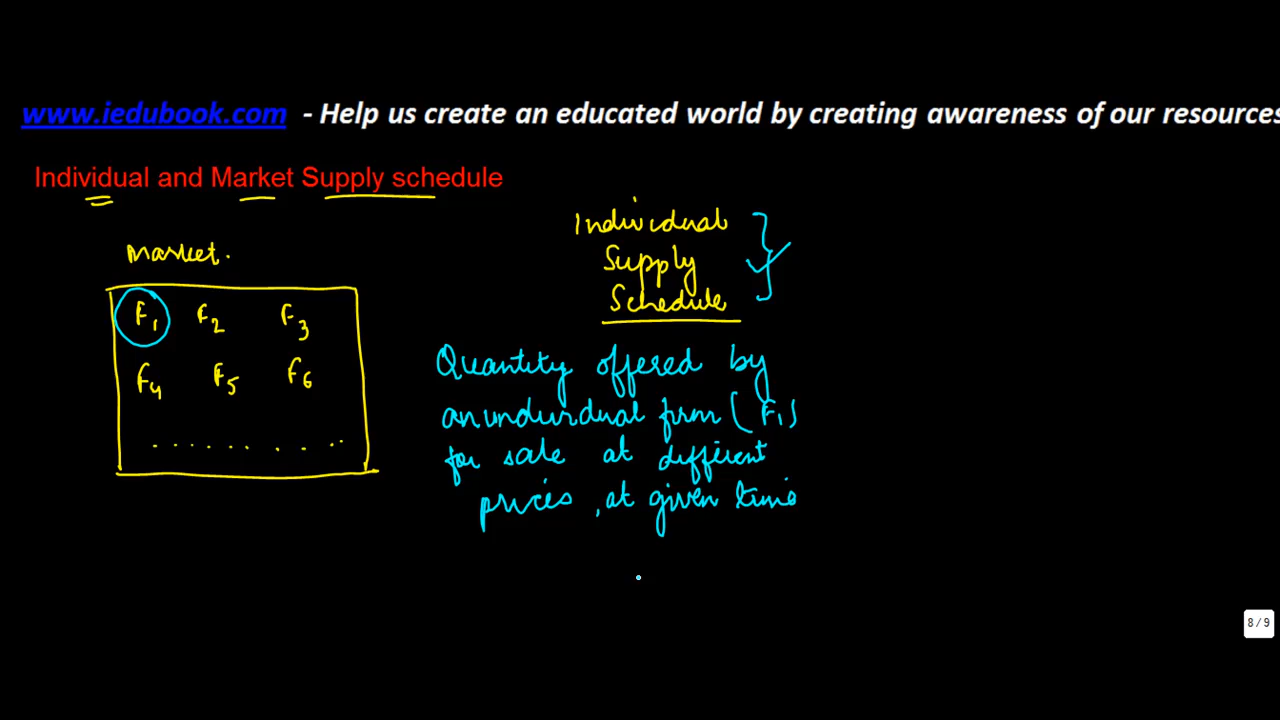 www.iedubook.com - Help us create an educated world by creating awareness of our resources
Individual and Market Supply schedule
Market.
F1 F2 F3
F4 F5 F6
. . . . . . . . . .
Individual
Supply
Schedule
Quantity offered by
an individual firm (F1)
for sale at different
prices, at given time
8/9